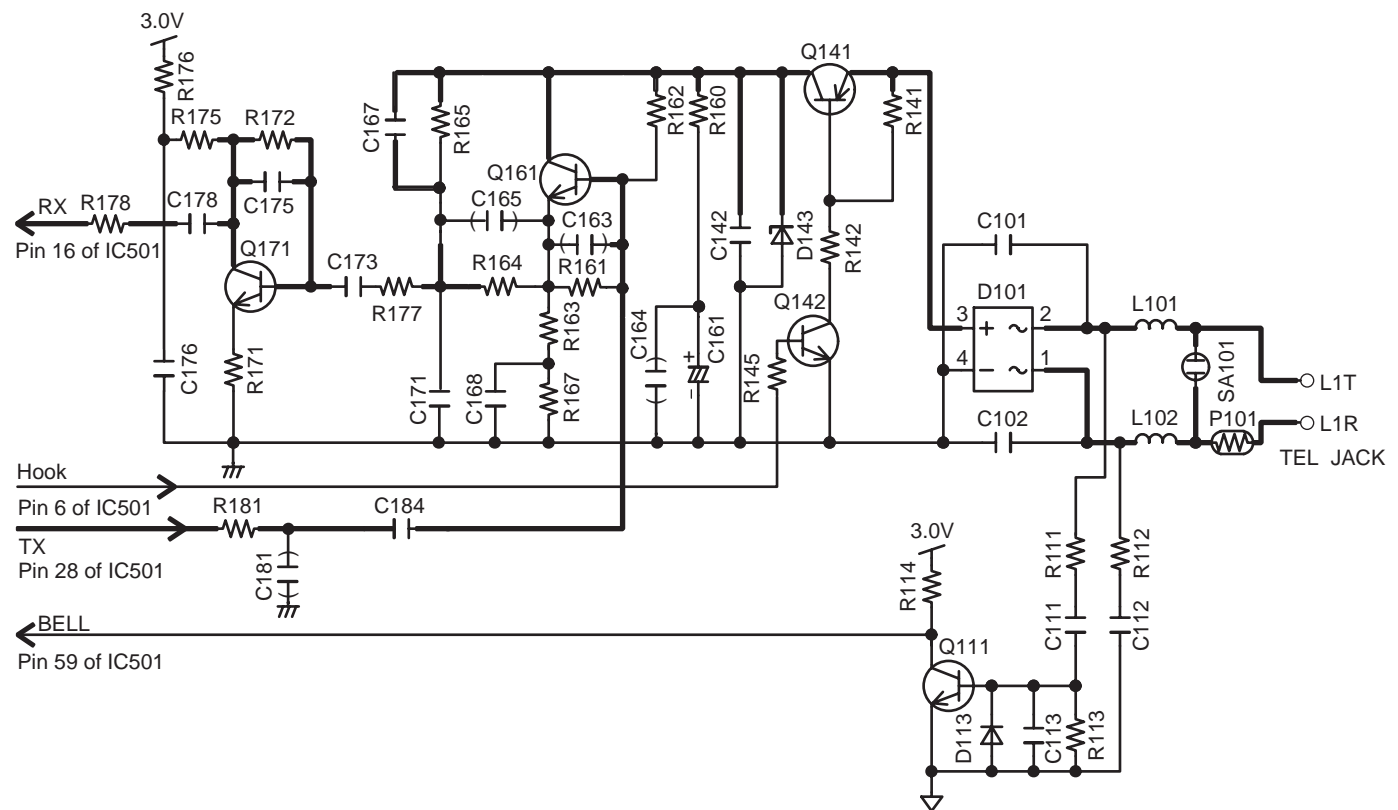 3.0V
R176
R175
R172
C175
C178
R178
RX
Pin 16 of IC501
Q171
C173
R177
C176
R171
C167
R165
Q161
C165
C163
R164
R161
R163
C171
C168
R167
R162
R160
C164
C161
+
−
C142
D143
Q141
R141
R142
Q142
R145
C101
D101
3
+
~
2
4
−
~
1
C102
L101
L102
SA101
P101
L1T
L1R
TEL JACK
Hook
Pin 6 of IC501
R181
C184
TX
Pin 28 of IC501
C181
BELL
Pin 59 of IC501
3.0V
R114
Q111
D113
C113
R113
R111
C111
R112
C112